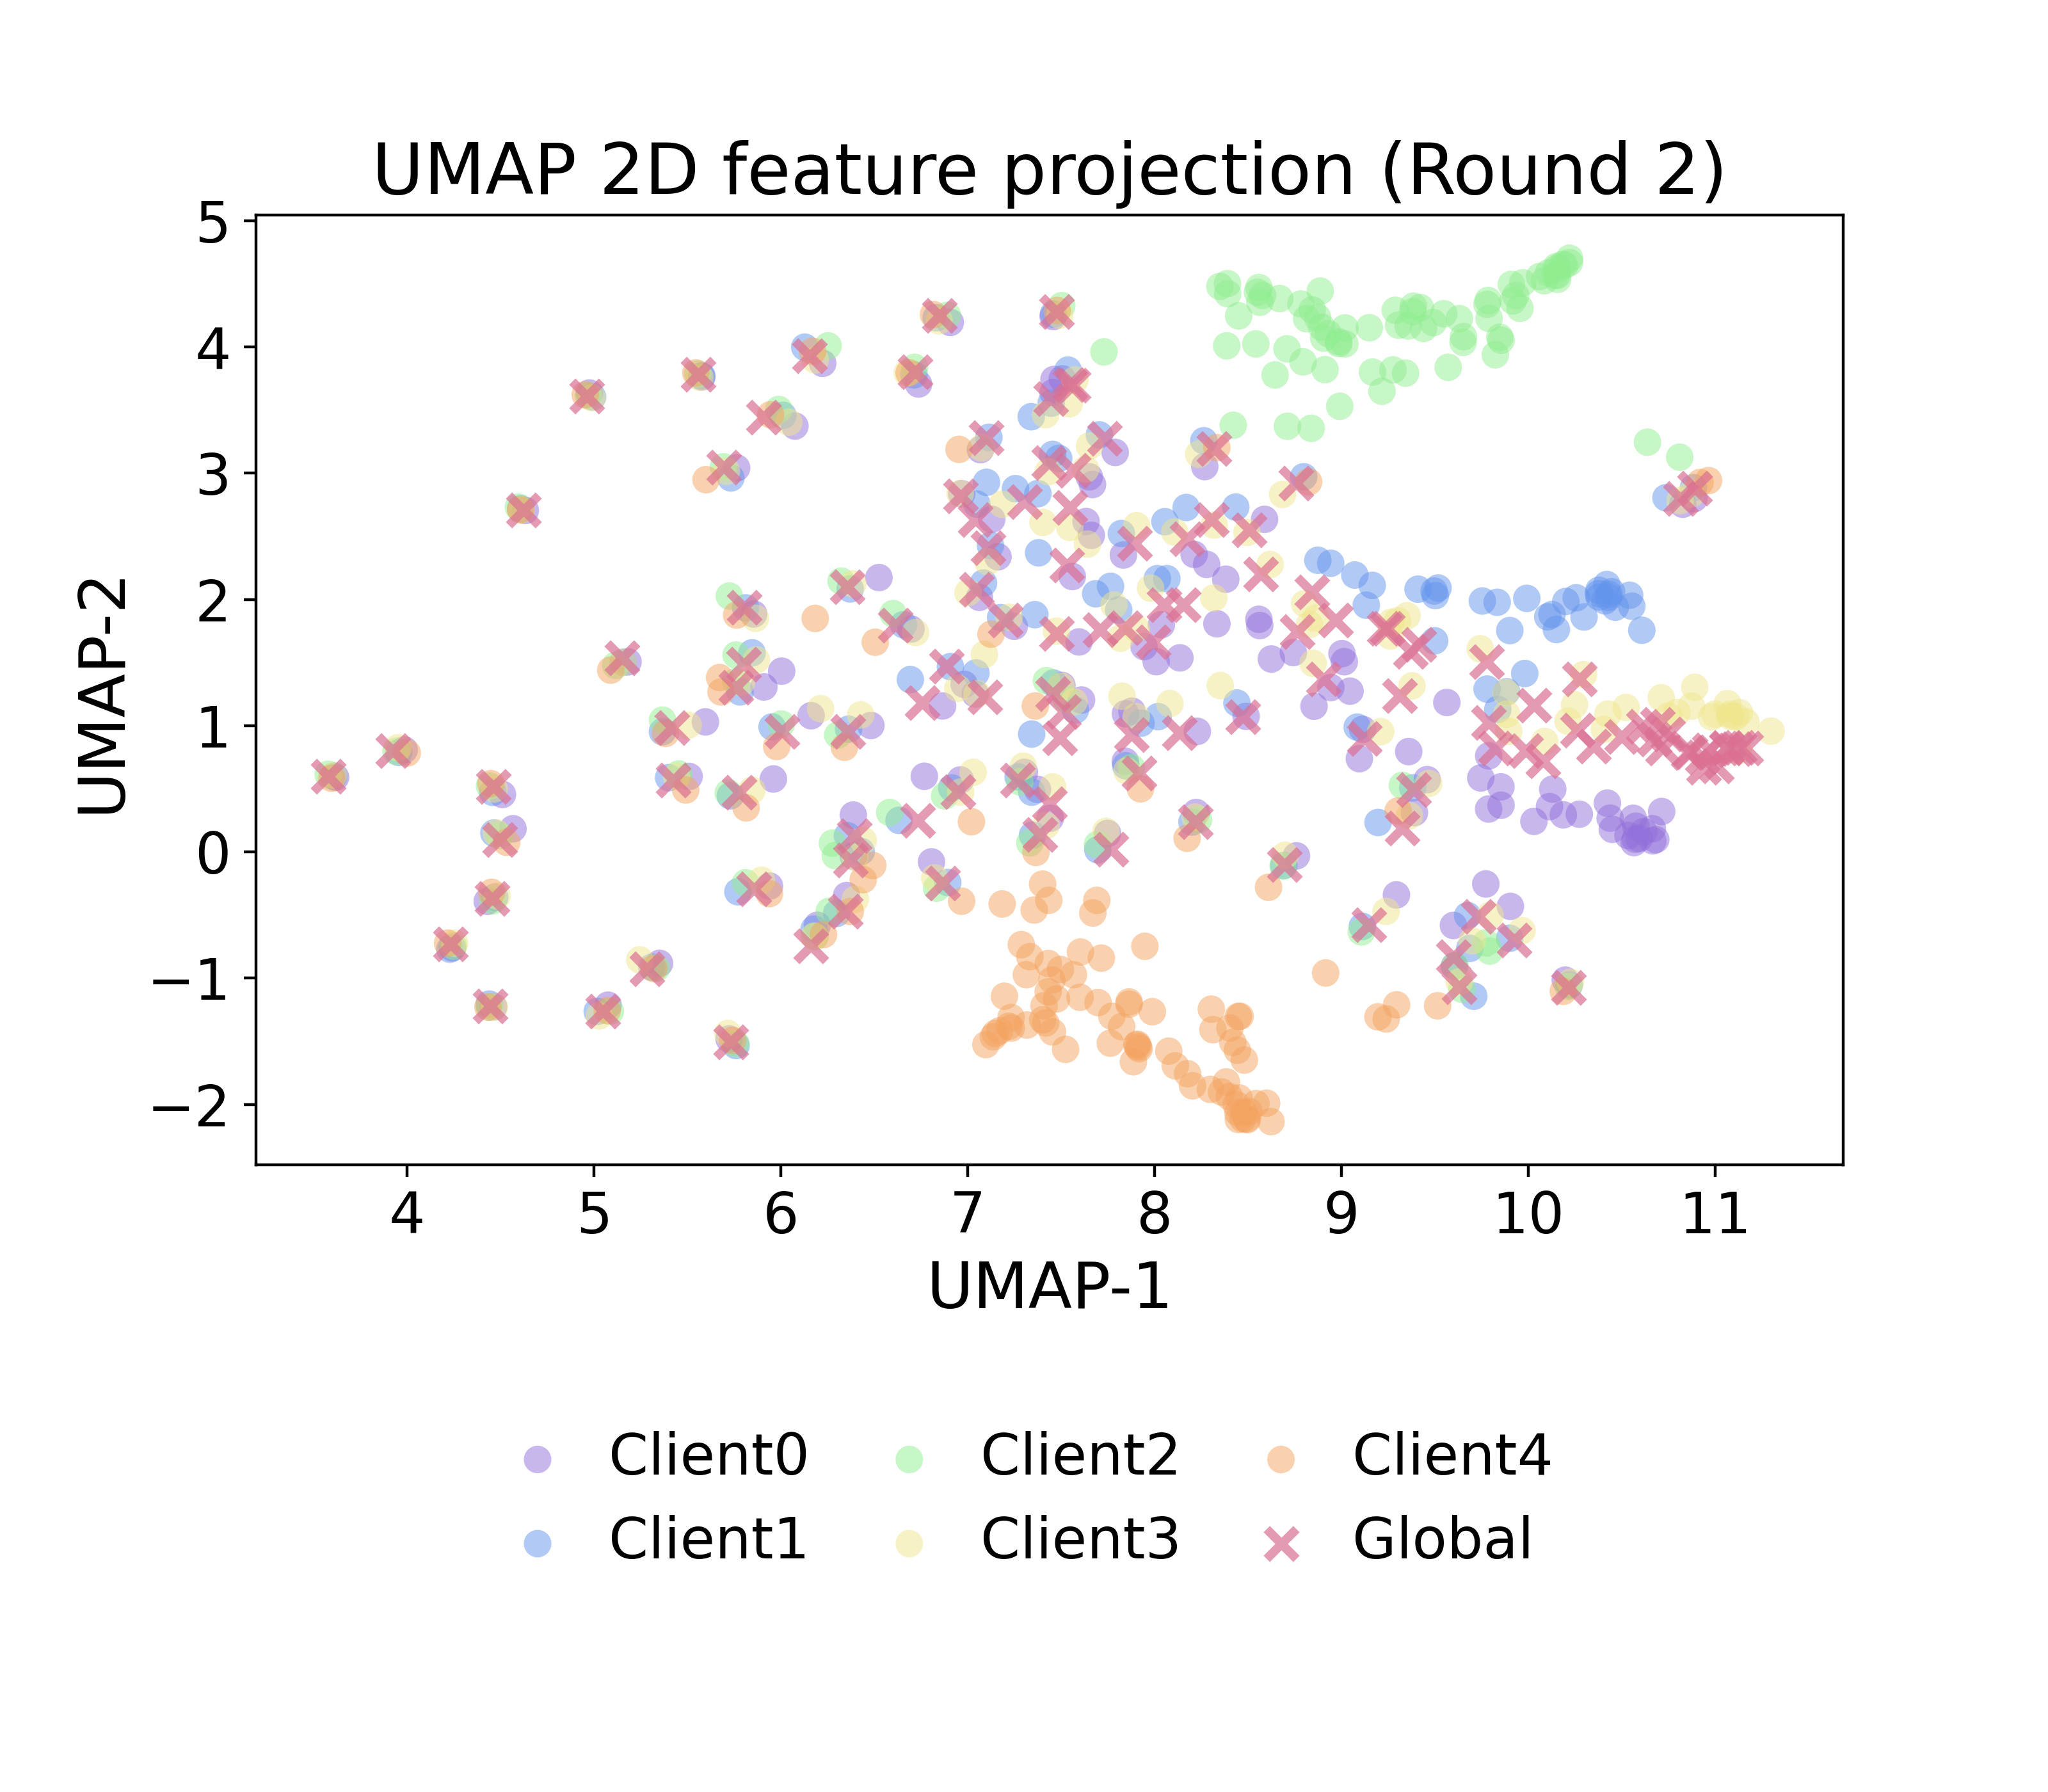 UMAP 2D feature projection (Round 2)
5
4
3
2
1
0
−1
−2
UMAP-2
4 5 6 7 8 9 10 11
UMAP-1
Client0 Client2 Client4
Client1 Client3 Global